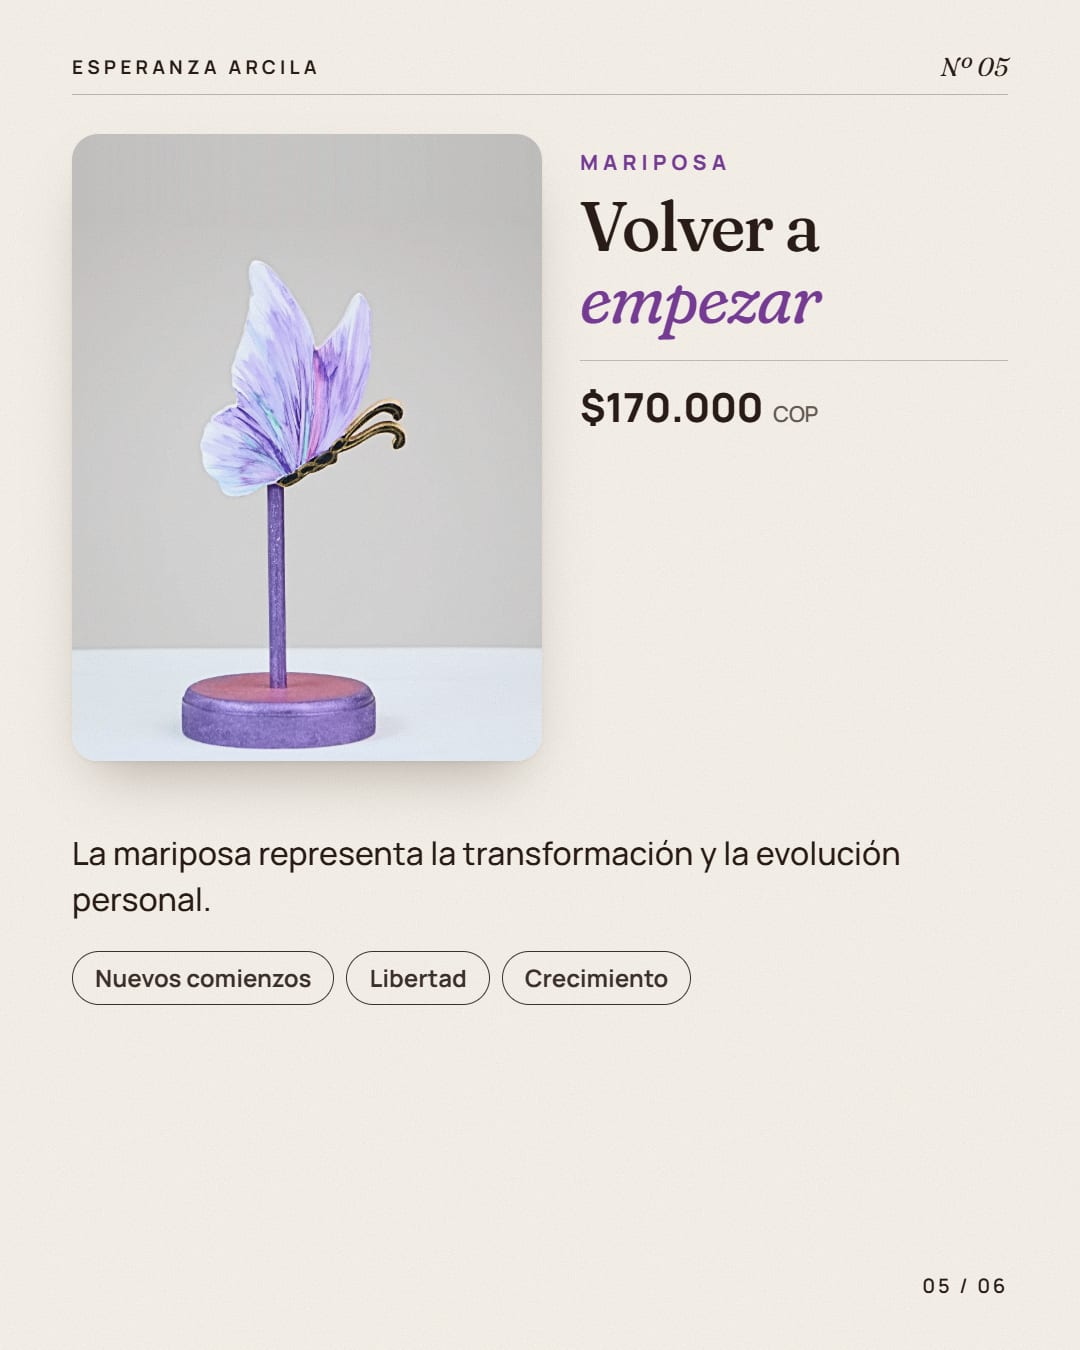 ESPERANZA ARCILA
Nº 05
MARIPOSA
Volver a
empezar
$170.000 COP
La mariposa representa la transformación y la evolución
personal.
Nuevos comienzos
Libertad
Crecimiento
05 / 06